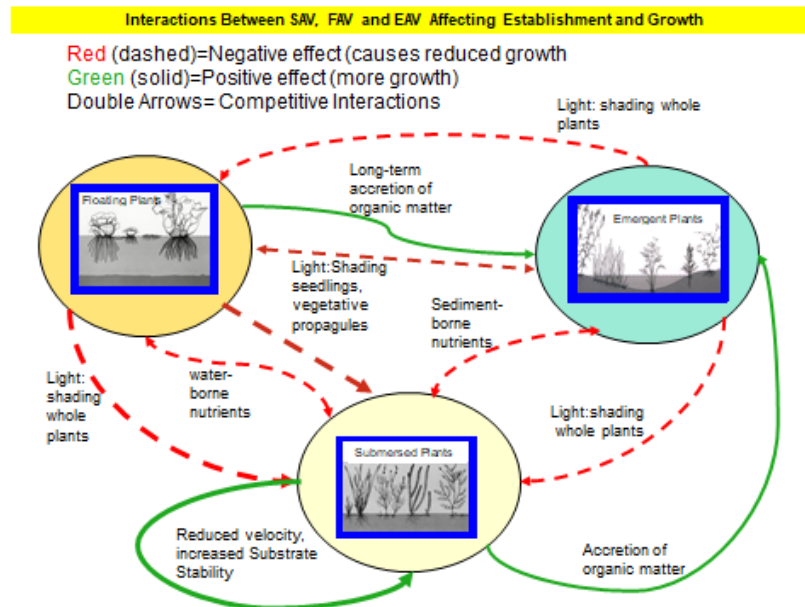 Interactions Between SAV, FAV and EAV Affecting Establishment and Growth
Red (dashed)=Negative effect (causes reduced growth
Green (solid)=Positive effect (more growth)
Double Arrows= Competitive Interactions
Light: shading whole
plants
Long-term
accretion of
organic matter
Floating Plants
Emergent Plants
Light:Shading
seedlings,
vegetative
propagules
Sediment-
borne
nutrients
Light:
shading
whole
plants
water-
borne
nutrients
Light:shading
whole plants
Submersed Plants
Reduced velocity,
increased Substrate
Stability
Accretion of
organic matter